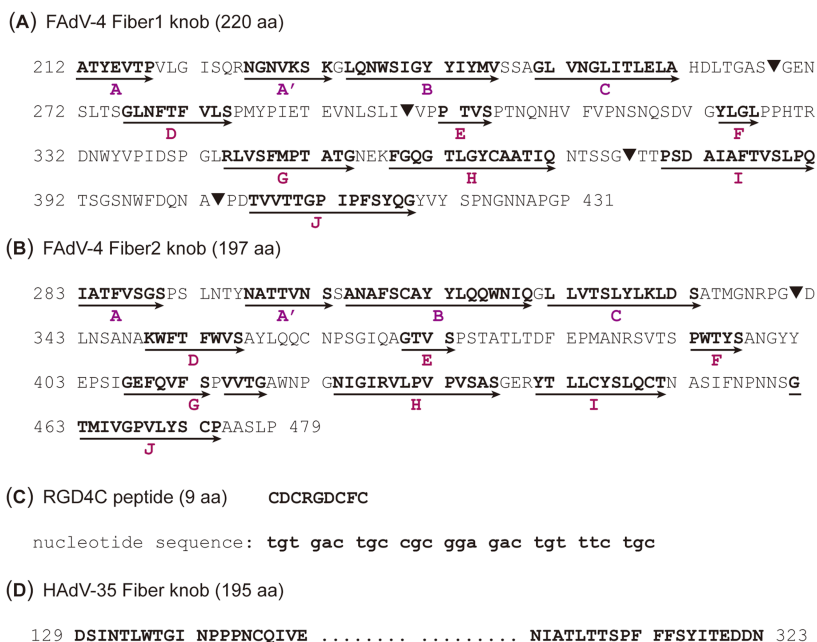 (A) FAdV-4 Fiber1 knob (220 aa)
212 ATYEVTPVLG ISQRNGNVKS KGLQNWSIGY YIYMVSSAGL VNGLITLELA HDLTGAS▼GEN
A A′ B C
272 SLTSGLNFTF VLSPMYPIET EVNLSLI▼VPP TVSPTNQNHV FVPNSNQSDV GYLGLPPHTR
D E F
332 DNWYVPIDSP GLRLVSFMPT ATGNEKFGQG TLGYCAATIQ NTSSG▼TTPSD AIAFTVSLPQ
G H I
392 TSGSNWFDQN A▼PDTVVTTGP IPFSYQGYVY SPNGNNAPGP 431
J
(B) FAdV-4 Fiber2 knob (197 aa)
283 IATFVSGSPS LNTYNATTVN SSANAFSCAY YLQQWNIQGL LVTSLYLKLD SATMGNRPG▼D
A A′ B C
343 LNSANAKWFT FWVSAYLQQC NPSGIQAGTV SPSTATLTDF EPMANRSVTS PWTYSANGYY
D E F
403 EPSIGEFQVF SPVVTGAWNP GNIGIRVLPV PVSASGERYT LLCYSLQCTN ASIFNPNNSG
G H I
463 TMIVGPVLYS CPAASLP 479
J
(C) RGD4C peptide (9 aa) CDCRGDCFC
nucleotide sequence: tgt gac tgc cgc gga gac tgt ttc tgc
(D) HAdV-35 Fiber knob (195 aa)
129 DSINTLWTGI NPPPNCQIVE ........ ......... NIATLTTSPF FFSYITEDDN 323